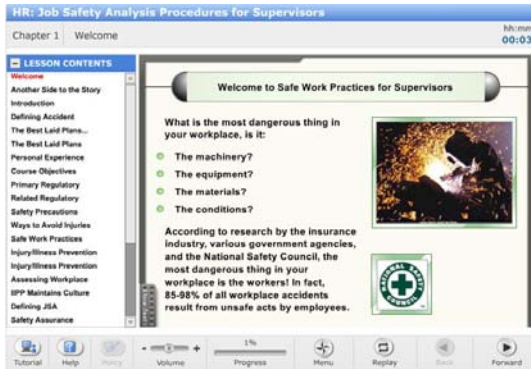 HR: Job Safety Analysis Procedures for Supervisors
Chapter 1 Welcome
hh:mm
00:03
LESSON CONTENTS
Welcome
Another Side to the Story
Introduction
Defining Accident
The Best Laid Plans...
The Best Laid Plans
Personal Experience
Course Objectives
Primary Regulatory
Related Regulatory
Safety Precautions
Ways to Avoid Injuries
Safe Work Practices
Injury/Illness Prevention
Injury/Illness Prevention
Assessing Workplace
IIPP Maintains Culture
Defining JSA
Safety Assurance
Welcome to Safe Work Practices for Supervisors
What is the most dangerous thing in
your workplace, is it:
The machinery?
The equipment?
The materials?
The conditions?
According to research by the insurance
industry, various government agencies,
and the National Safety Council, the
most dangerous thing in your
workplace is the workers! In fact,
85-98% of all workplace accidents
result from unsafe acts by employees.
NATIONAL SAFETY
COUNCIL
Tutorial
Help
Policy
- +
Volume
1%
Progress
Menu
Replay
Back
Forward